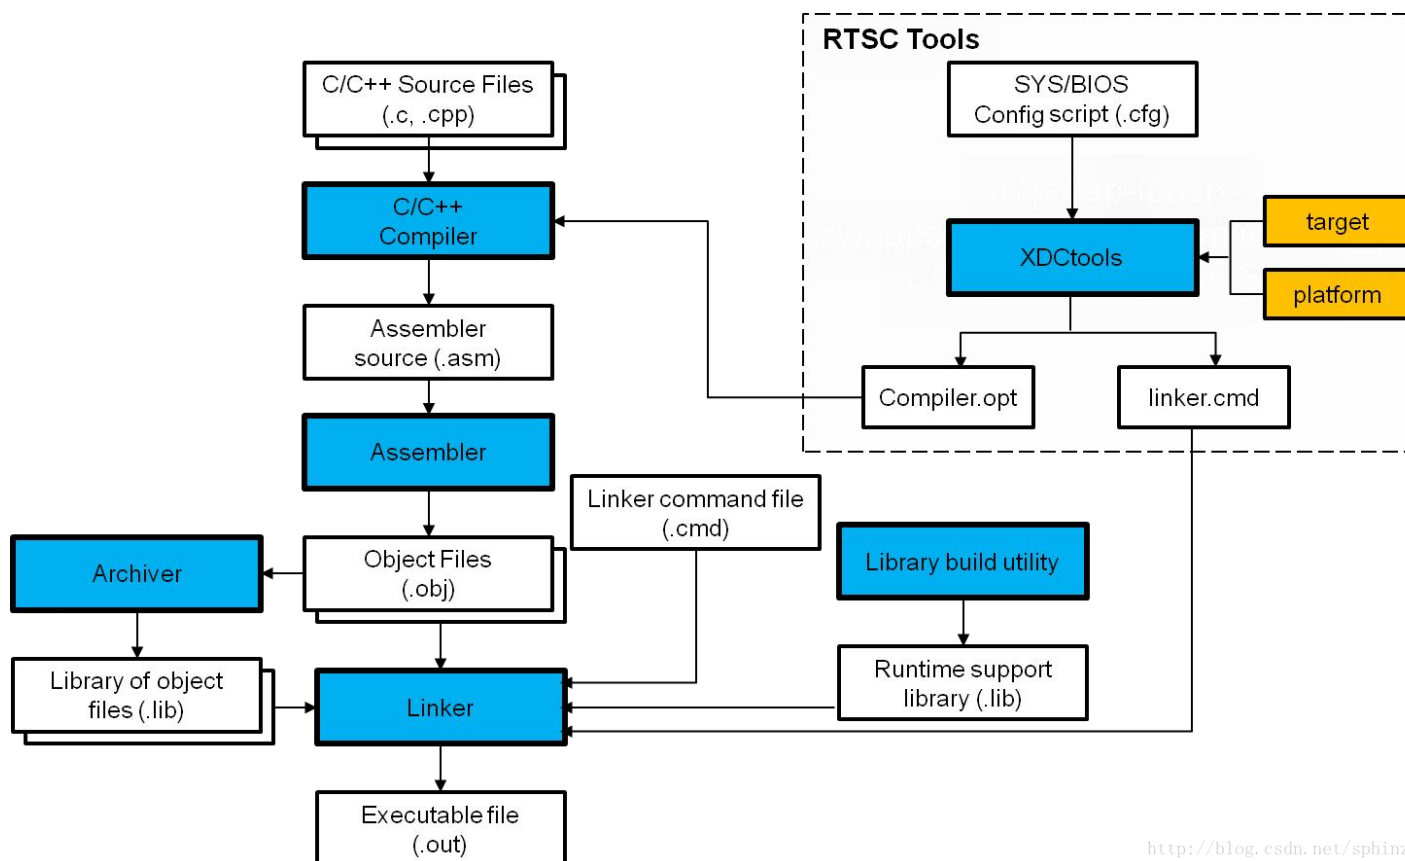 RTSC Tools
C/C++ Source Files
(.c, .cpp)
SYS/BIOS
Config script (.cfg)
C/C++
Compiler
XDCtools
target
platform
Assembler
source (.asm)
Compiler.opt
linker.cmd
Assembler
Linker command file
(.cmd)
Archiver
Object Files
(.obj)
Library build utility
Library of object
files (.lib)
Linker
Runtime support
library (.lib)
Executable file
(.out)
http://blog.csdn.net/sphinz